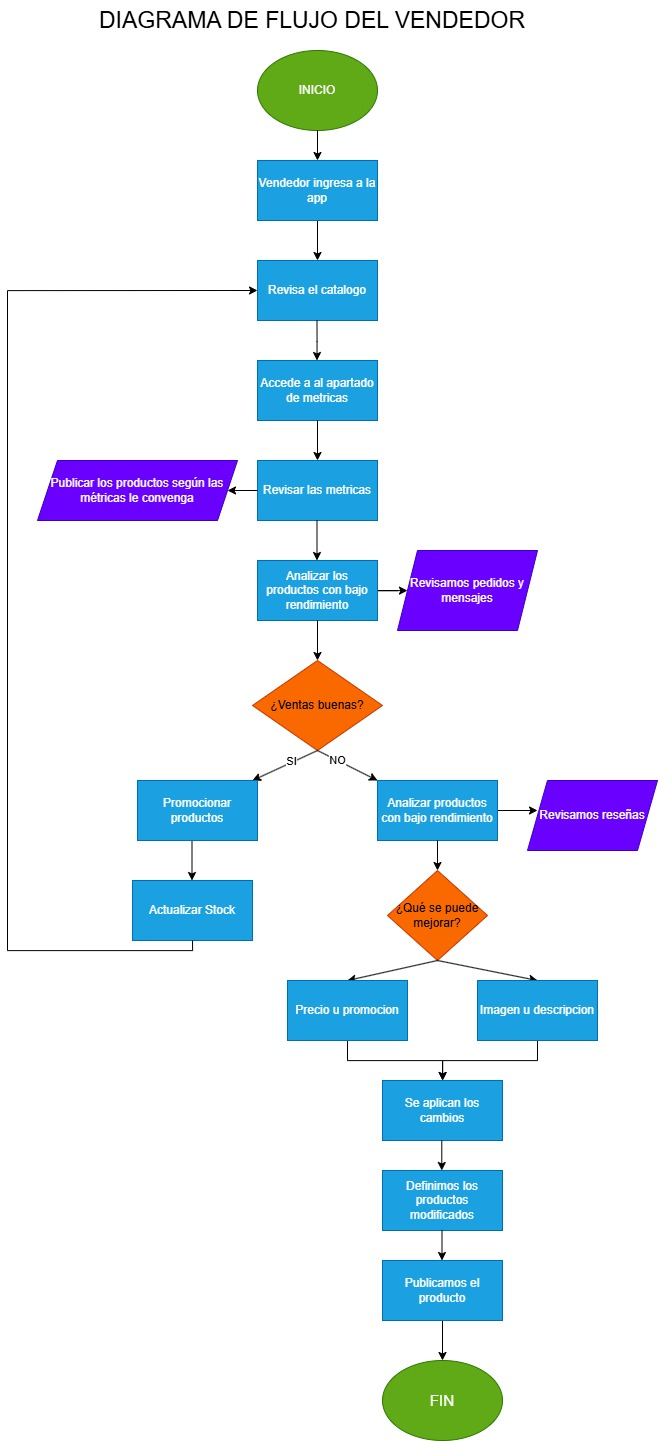 DIAGRAMA DE FLUJO DEL VENDEDOR
INICIO
Vendedor ingresa a la
app
Revisa el catalogo
Accede a al apartado
de metricas
Publicar los productos según las
métricas le convenga
Revisar las metricas
Analizar los
productos con bajo
rendimiento
Revisamos pedidos y
mensajes
¿Ventas buenas?
SI
NO
Promocionar
productos
Analizar productos
con bajo rendimiento
Revisamos reseñas
Actualizar Stock
¿Qué se puede
mejorar?
Precio u promocion
Imagen u descripcion
Se aplican los
cambios
Definimos los
productos
modificados
Publicamos el
producto
FIN